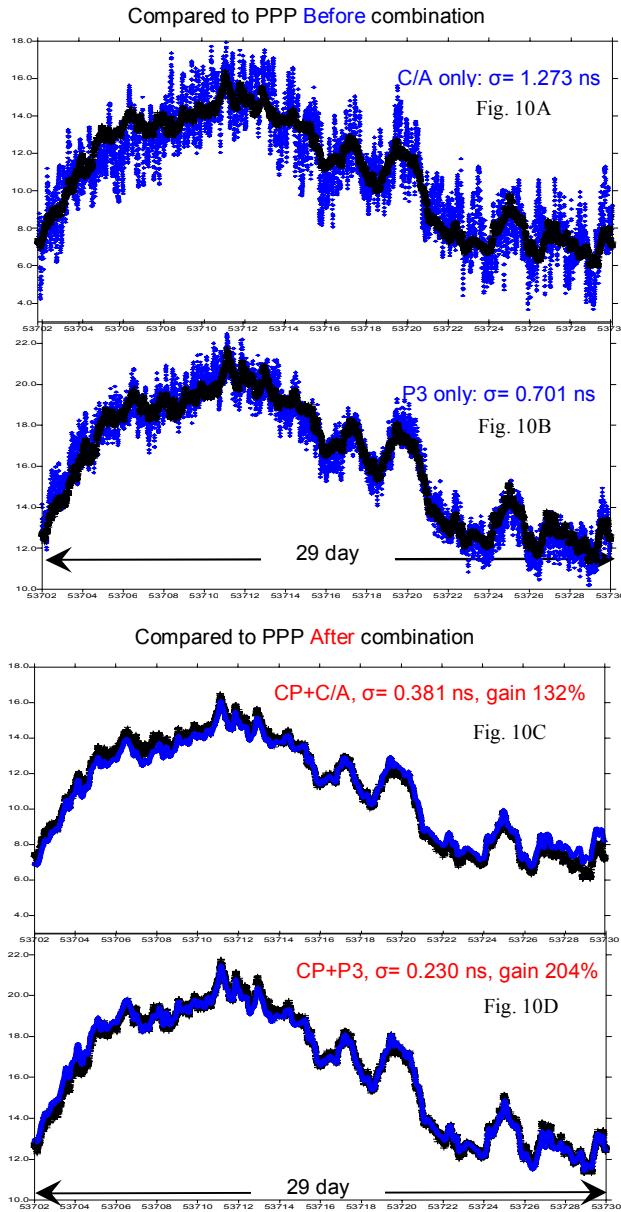 Compared to PPP Before combination
18.0
16.0
14.0
12.0
10.0
8.0
6.0
4.0
C/A only: σ= 1.273 ns
Fig. 10A
53702 53704 53706 53708 53710 53712 53714 53716 53718 53720 53722 53724 53726 53728
22.0
20.0
18.0
16.0
14.0
12.0
10.0
P3 only: σ= 0.701 ns
Fig. 10B
29 day
53702 53704 53706 53708 53710 53712 53714 53716 53718 53720 53722 53724 53726 53728 53730
Compared to PPP After combination
18.0
16.0
14.0
12.0
10.0
8.0
6.0
4.0
CP+C/A, σ= 0.381 ns, gain 132%
Fig. 10C
53702 53704 53706 53708 53710 53712 53714 53716 53718 53720 53722 53724 53726 53728 53730
22.0
20.0
18.0
16.0
14.0
12.0
10.0
CP+P3, σ= 0.230 ns, gain 204%
Fig. 10D
29 day
53702 53704 53706 53708 53710 53712 53714 53716 53718 53720 53722 53724 53726 53728 53730